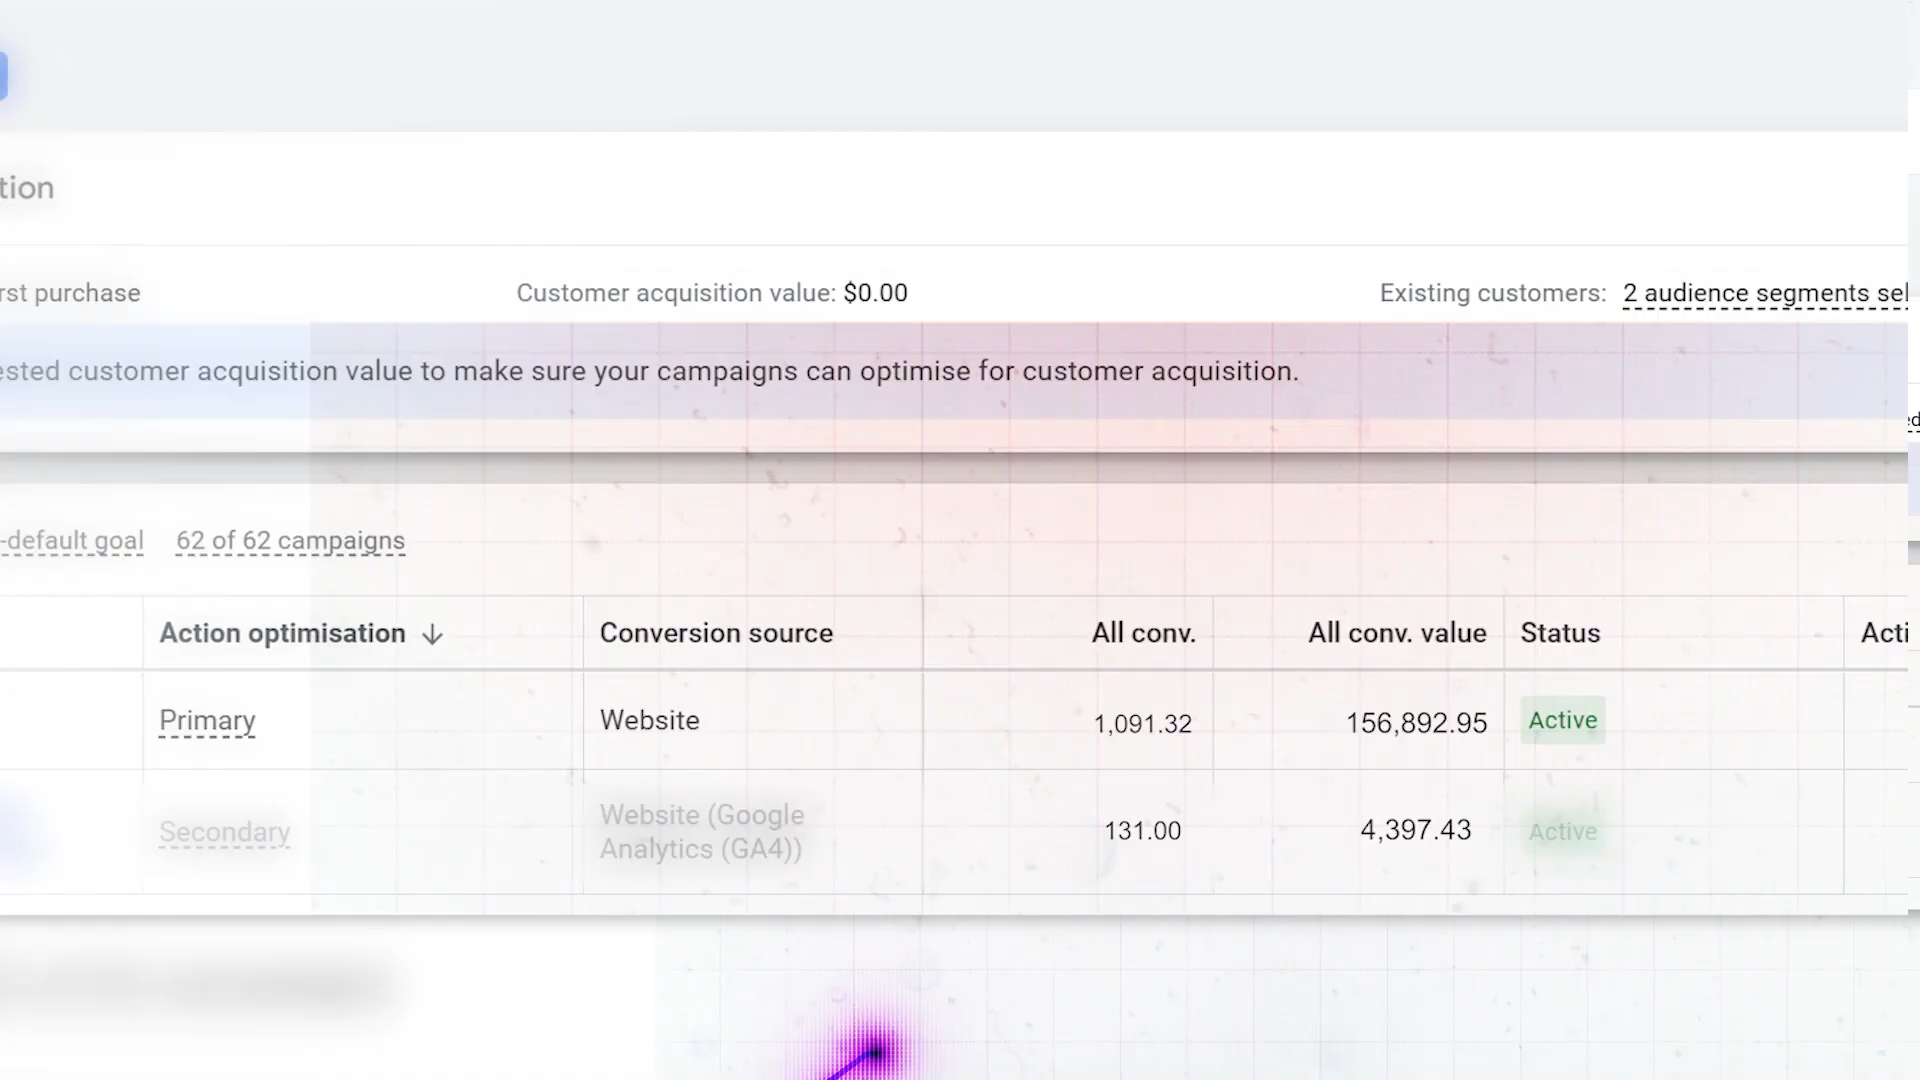 tion
rst purchase Customer acquisition value: $0.00 Existing customers: 2 audience segments sel
ested customer acquisition value to make sure your campaigns can optimise for customer acquisition.
ed
-default goal 62 of 62 campaigns
Action optimisation ↓ Conversion source All conv. All conv. value Status Acti
Primary Website 1,091.32 156,892.95 Active
Secondary Website (Google Analytics (GA4)) 131.00 4,397.43 Active